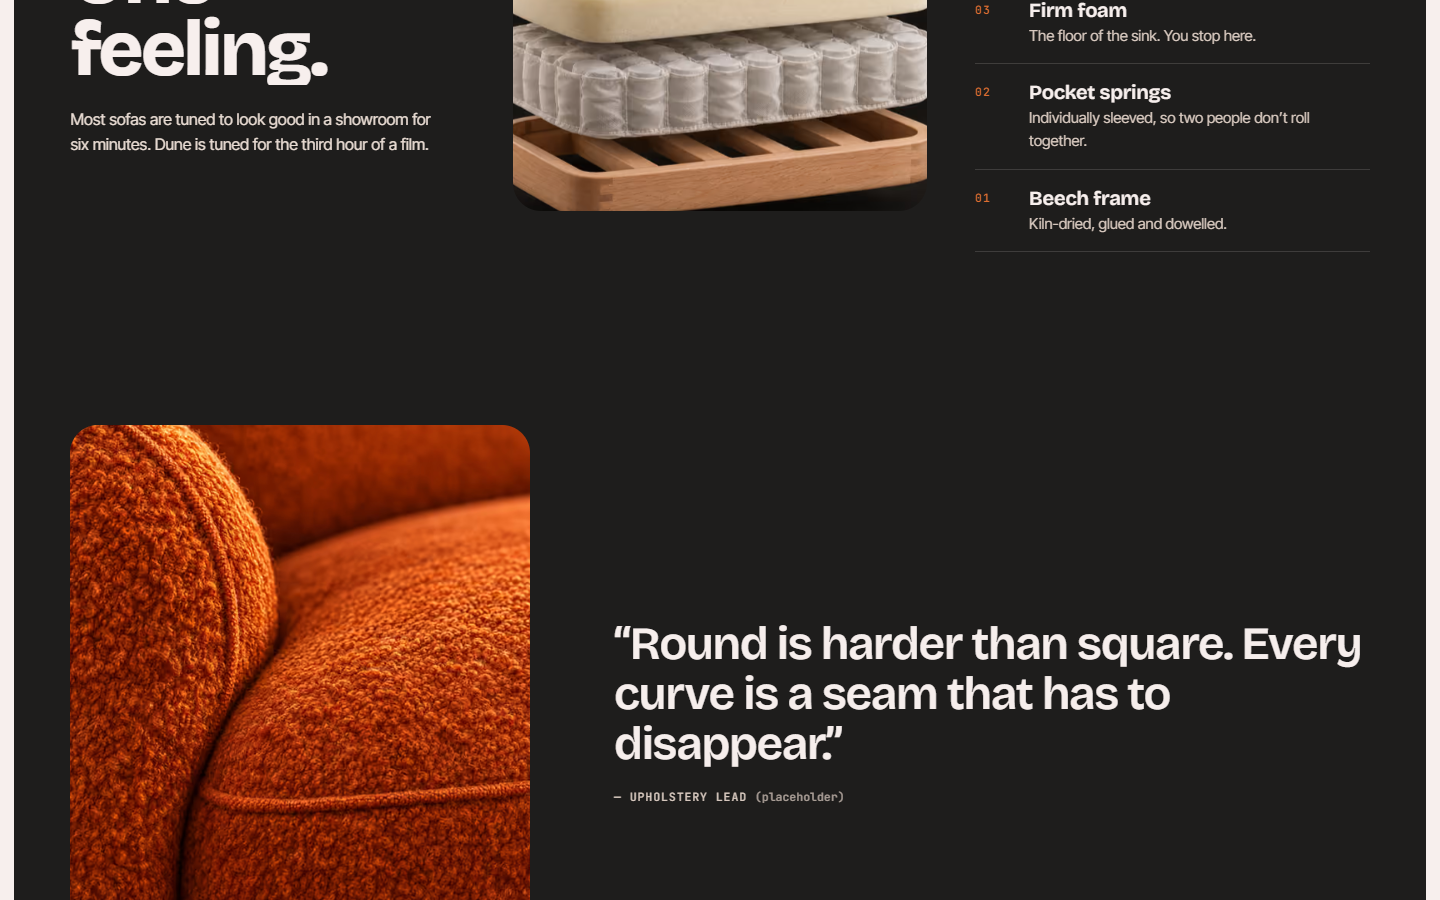 feeling.
Most sofas are tuned to look good in a showroom for
six minutes. Dune is tuned for the third hour of a film.
03
Firm foam
The floor of the sink. You stop here.
02
Pocket springs
Individually sleeved, so two people don’t roll
together.
01
Beech frame
Kiln-dried, glued and dowelled.
“Round is harder than square. Every
curve is a seam that has to
disappear.”
— UPHOLSTERY LEAD (placeholder)